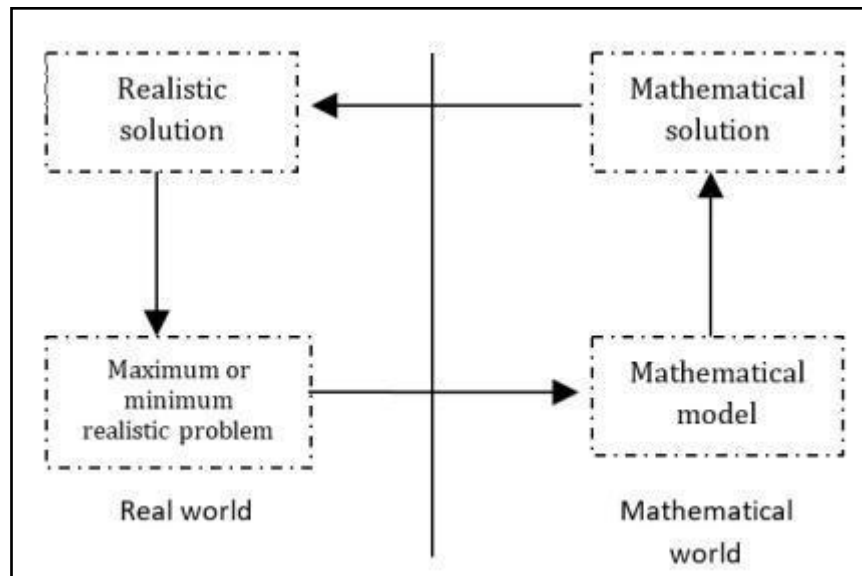 Realistic
solution
Mathematical
solution
Maximum or
minimum
realistic problem
Mathematical
model
Real world
Mathematical
world